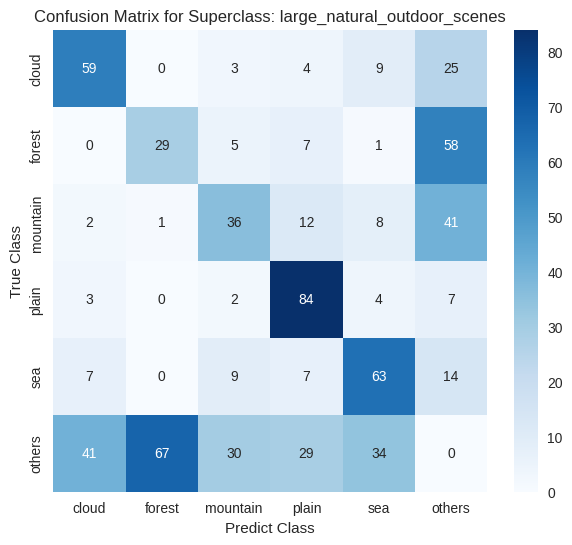 Confusion Matrix for Superclass: large_natural_outdoor_scenes
True Class
cloud 59 0 3 4 9 25
forest 0 29 5 7 1 58
mountain 2 1 36 12 8 41
plain 3 0 2 84 4 7
sea 7 0 9 7 63 14
others 41 67 30 29 34 0
cloud forest mountain plain sea others
Predict Class
80
70
60
50
40
30
20
10
0